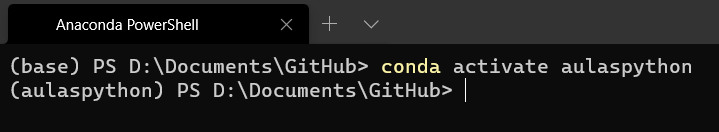 Anaconda PowerShell
(base) PS D:\Documents\GitHub> conda activate aulaspython
(aulaspython) PS D:\Documents\GitHub>